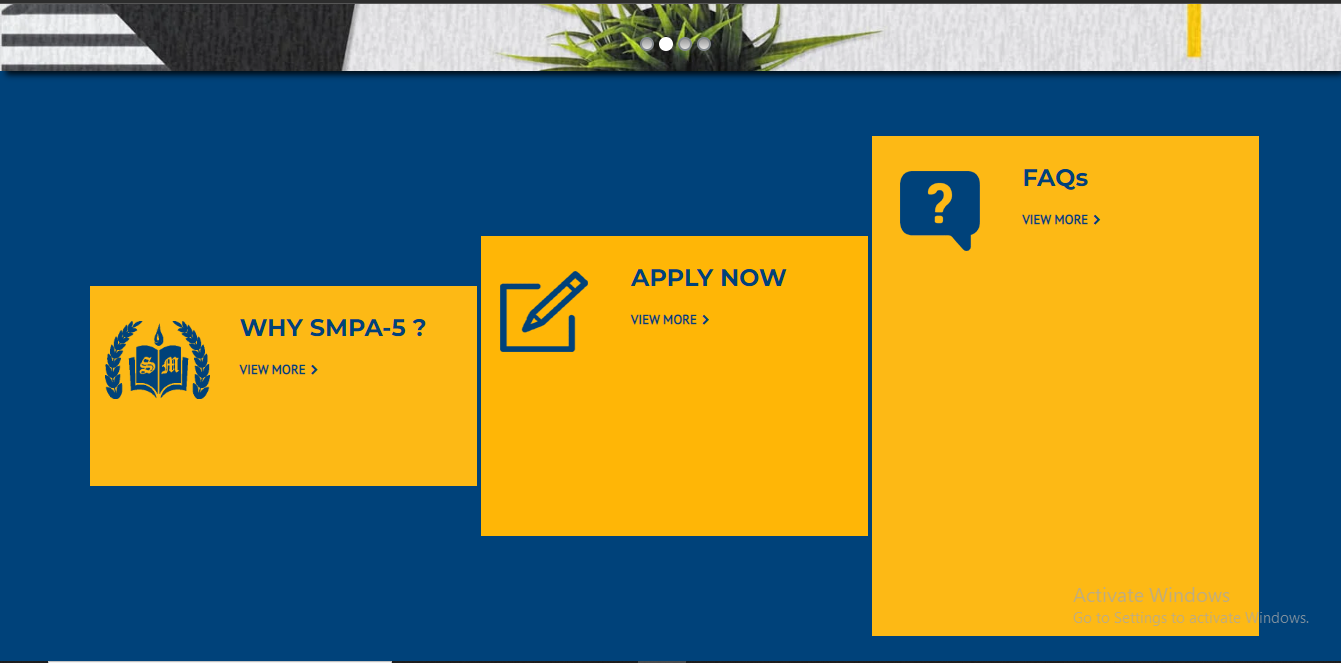 WHY SMPA-5 ?
VIEW MORE
S M
APPLY NOW
VIEW MORE
FAQs
VIEW MORE
?
Activate Windows
Go to Settings to activate Windows.